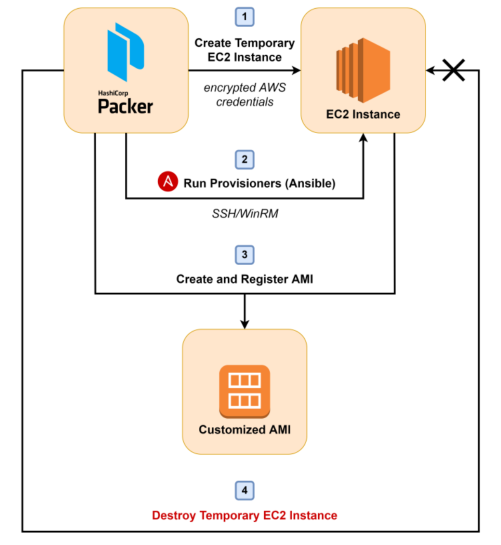 1
Create Temporary
EC2 Instance
HashiCorp
Packer
encrypted AWS
credentials
EC2 Instance
2
A Run Provisioners (Ansible)
SSH/WinRM
3
Create and Register AMI
Customized AMI
4
Destroy Temporary EC2 Instance